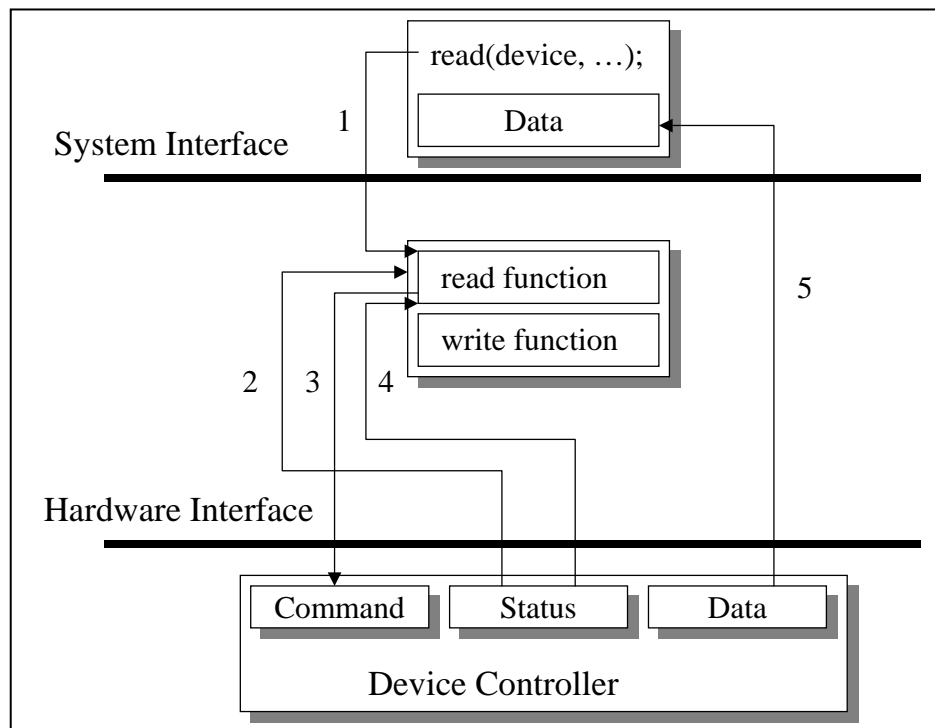 read(device, …);
Data
1
System Interface
read function
write function
5
2
3
4
Hardware Interface
Command
Status
Data
Device Controller